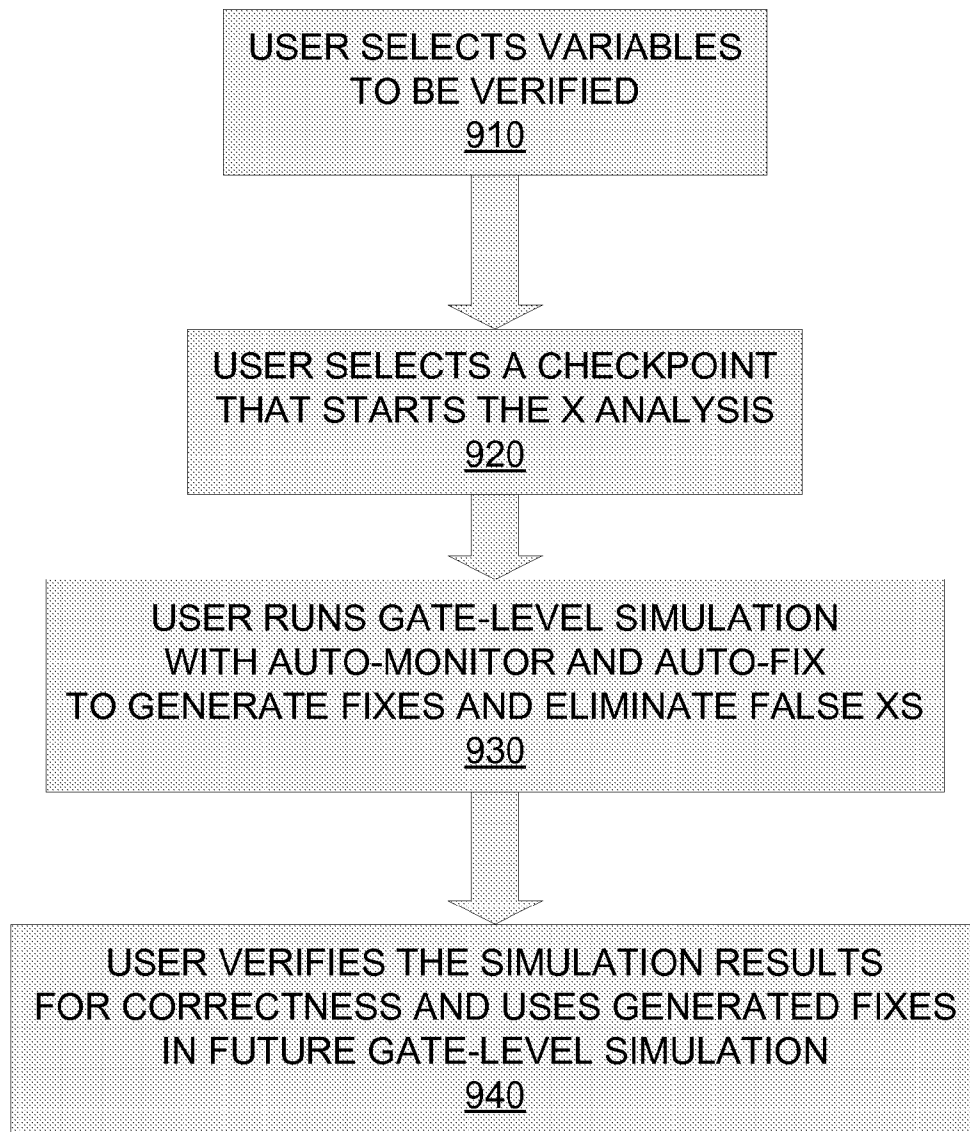 USER SELECTS VARIABLES
TO BE VERIFIED
910
USER SELECTS A CHECKPOINT
THAT STARTS THE X ANALYSIS
920
USER RUNS GATE-LEVEL SIMULATION
WITH AUTO-MONITOR AND AUTO-FIX
TO GENERATE FIXES AND ELIMINATE FALSE XS
930
USER VERIFIES THE SIMULATION RESULTS
FOR CORRECTNESS AND USES GENERATED FIXES
IN FUTURE GATE-LEVEL SIMULATION
940